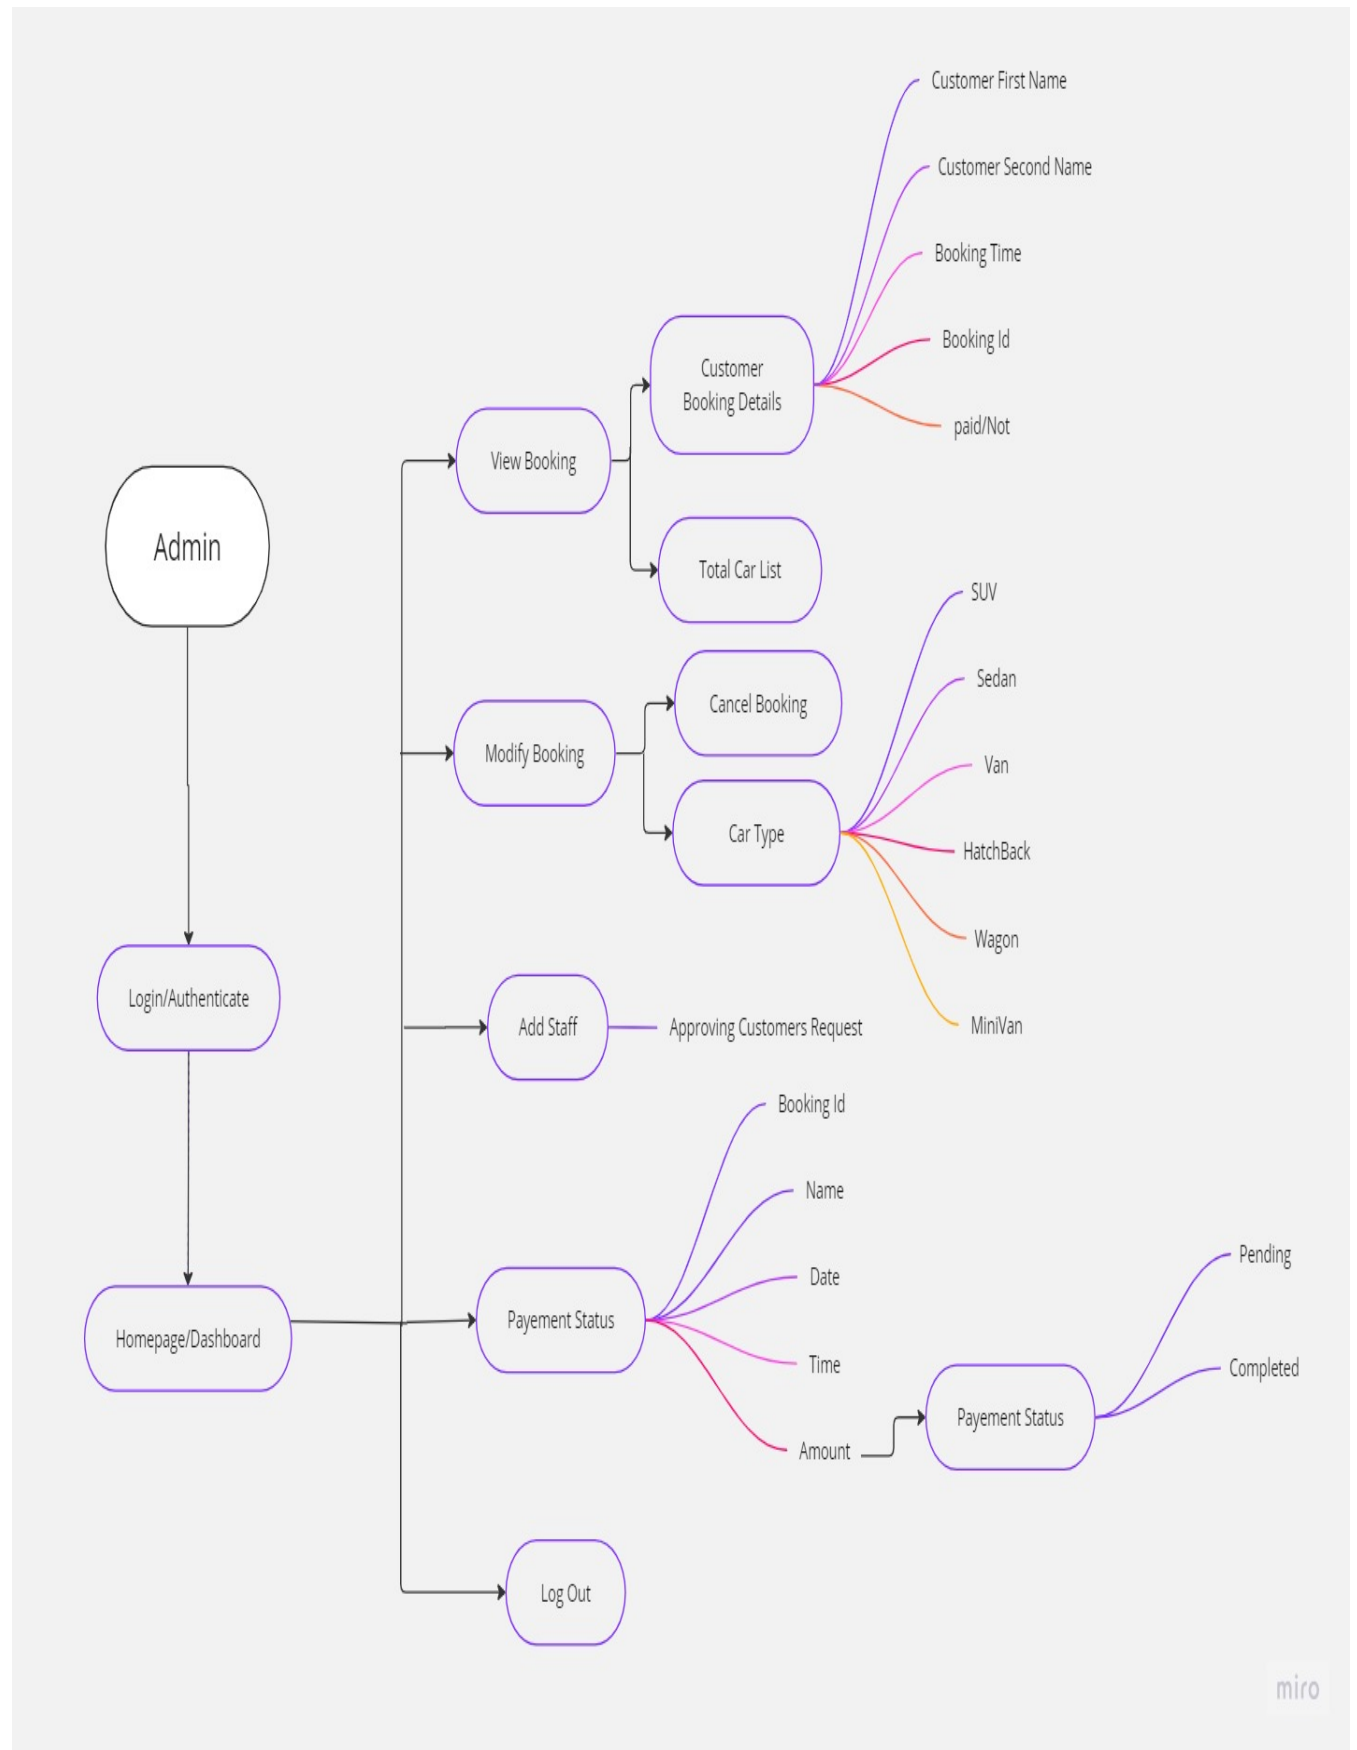 Customer First Name
Customer Second Name
Booking Time
Customer
Booking Details
Booking Id
paid/Not
View Booking
Admin
Total Car List
SUV
Sedan
Cancel Booking
Modify Booking
Van
Car Type
HatchBack
Wagon
Login/Authenticate
Add Staff
Approving Customers Request
MiniVan
Booking Id
Name
Date
Pending
Payement Status
Homepage/Dashboard
Time
Completed
Amount
Payement Status
Log Out
miro